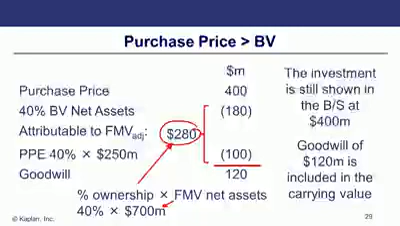 Purchase Price > BV
$m
Purchase Price 400
40% BV Net Assets (180)
Attributable to FMVadj: $280
PPE 40% × $250m (100)
Goodwill 120
% ownership × FMV net assets
40% × $700m
The investment
is still shown in
the B/S at
$400m
Goodwill of
$120m is
included in the
carrying value
© Kaplan, Inc.
29